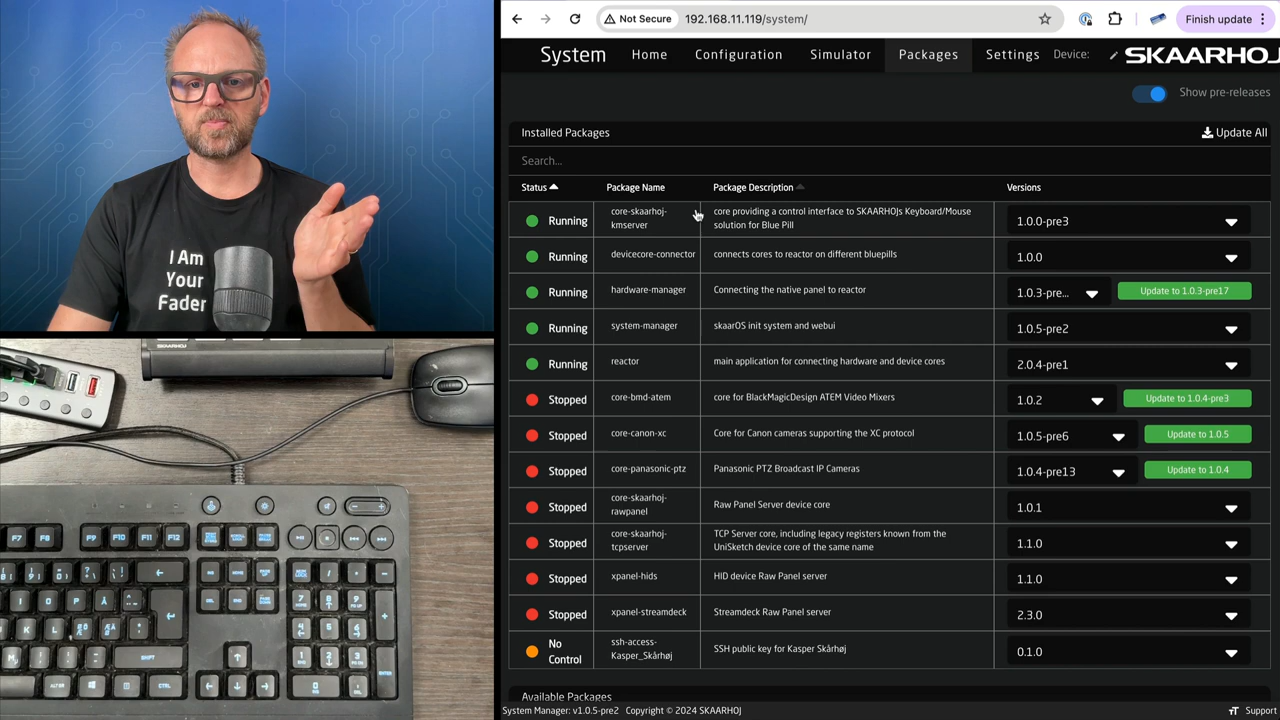 I Am
Your
Fader
SKAARHOJ
F7 F8 F9 F10 F11 F12
SHIFT
ALT GR
CTRL
ENTER
Not Secure 192.168.11.119/system/
Finish update
System Home Configuration Simulator Packages Settings Device: SKAARHOJ
Show pre-releases
Installed Packages Update All
Search...
Status Package Name Package Description Versions
Running core-skaarhoj-kmserver core providing a control interface to SKAARHOJs Keyboard/Mouse solution for Blue Pill 1.0.0-pre3
Running devicecore-connector connects cores to reactor on different bluepills 1.0.0
Running hardware-manager Connecting the native panel to reactor 1.0.3-pre... Update to 1.0.3-pre17
Running system-manager skaarOS init system and webui 1.0.5-pre2
Running reactor main application for connecting hardware and device cores 2.0.4-pre1
Stopped core-bmd-atem core for BlackMagicDesign ATEM Video Mixers 1.0.2 Update to 1.0.4-pre3
Stopped core-canon-xc Core for Canon cameras supporting the XC protocol 1.0.5-pre6 Update to 1.0.5
Stopped core-panasonic-ptz Panasonic PTZ Broadcast IP Cameras 1.0.4-pre13 Update to 1.0.4
Stopped core-skaarhoj-rawpanel Raw Panel Server device core 1.0.1
Stopped core-skaarhoj-tcpserver TCP Server core, including legacy registers known from the UniSketch device core of the same name 1.1.0
Stopped xpanel-hids HID device Raw Panel server 1.1.0
Stopped xpanel-streamdeck Streamdeck Raw Panel server 2.3.0
No Control ssh-access-Kasper_Skårhøj SSH public key for Kasper Skårhøj 0.1.0
Available Packages
System Manager: v1.0.5-pre2 Copyright © 2024 SKAARHOJ Support